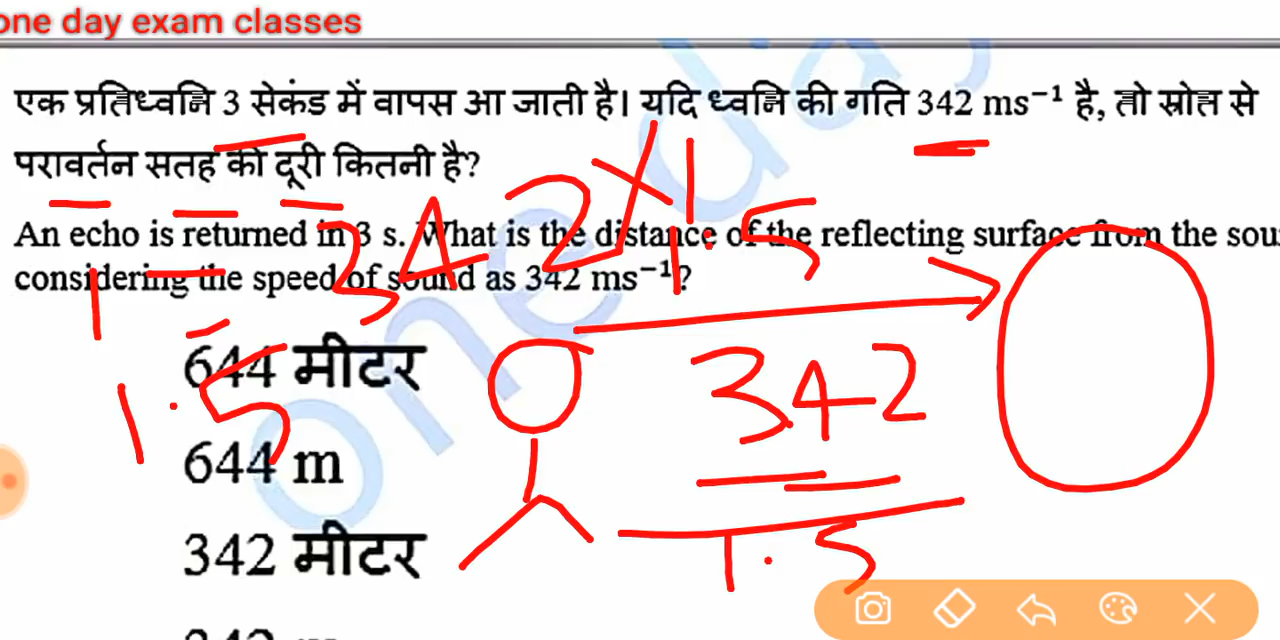 one day exam classes
एक प्रतिध्वनि 3 सेकंड में वापस आ जाती है। यदि ध्वनि की गति 342 ms⁻¹ है, तो स्रोत से
परावर्तन सतह की दूरी कितनी है?
An echo is returned in 3 s. What is the distance of the reflecting surface from the sou
considering the speed of sound as 342 ms⁻¹?
342×1.5
1
644 मीटर
1.5
342
644 m
1.5
342 मीटर